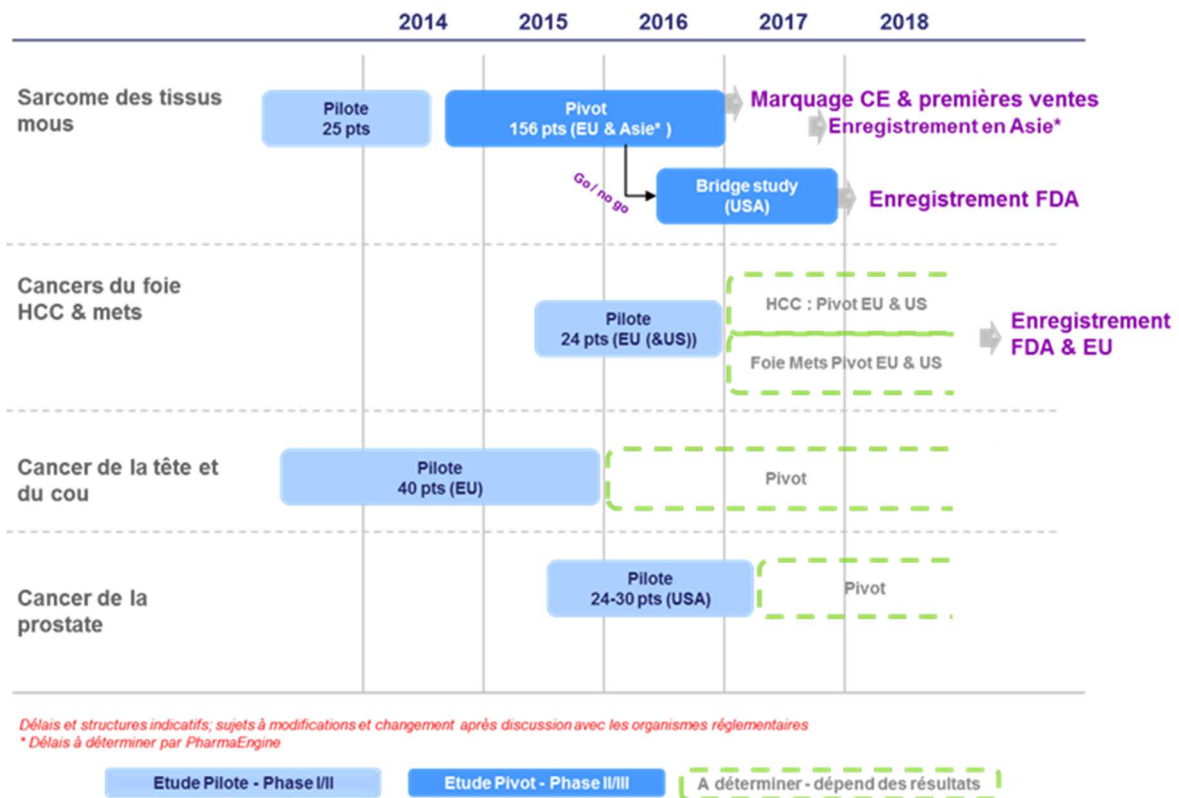 2014 2015 2016 2017 2018
Sarcome des tissus
mous
Pilote
25 pts
Pivot
156 pts (EU & Asie* )
Marquage CE & premières ventes
Enregistrement en Asie*
Go / no go
Bridge study
(USA)
Enregistrement FDA
Cancers du foie
HCC & mets
Pilote
24 pts (EU (&US))
HCC : Pivot EU & US
Foie Mets Pivot EU & US
Enregistrement
FDA & EU
Cancer de la tête et
du cou
Pilote
40 pts (EU)
Pivot
Cancer de la
prostate
Pilote
24-30 pts (USA)
Pivot
Délais et structures indicatifs; sujets à modifications et changement après discussion avec les organismes réglementaires
* Délais à déterminer par PharmaEngine
Etude Pilote - Phase I/II
Etude Pivot - Phase II/III
A déterminer - dépend des résultats